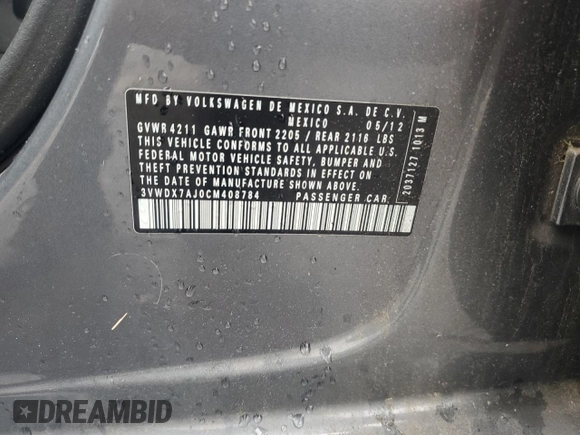 MFD BY VOLKSWAGEN DE MEXICO S.A. DE C.V.
MEXICO 05/12
GVWR 4211 GAWR FRONT 2205 / REAR 2116 LBS
THIS VEHICLE CONFORMS TO ALL APPLICABLE U.S.
FEDERAL MOTOR VEHICLE SAFETY, BUMPER AND
THEFT PREVENTION STANDARDS IN EFFECT ON
THE DATE OF MANUFACTURE SHOWN ABOVE.
3VWDX7AJ0CM408784 PASSENGER CAR
2037127 1013 M
DREAMBID